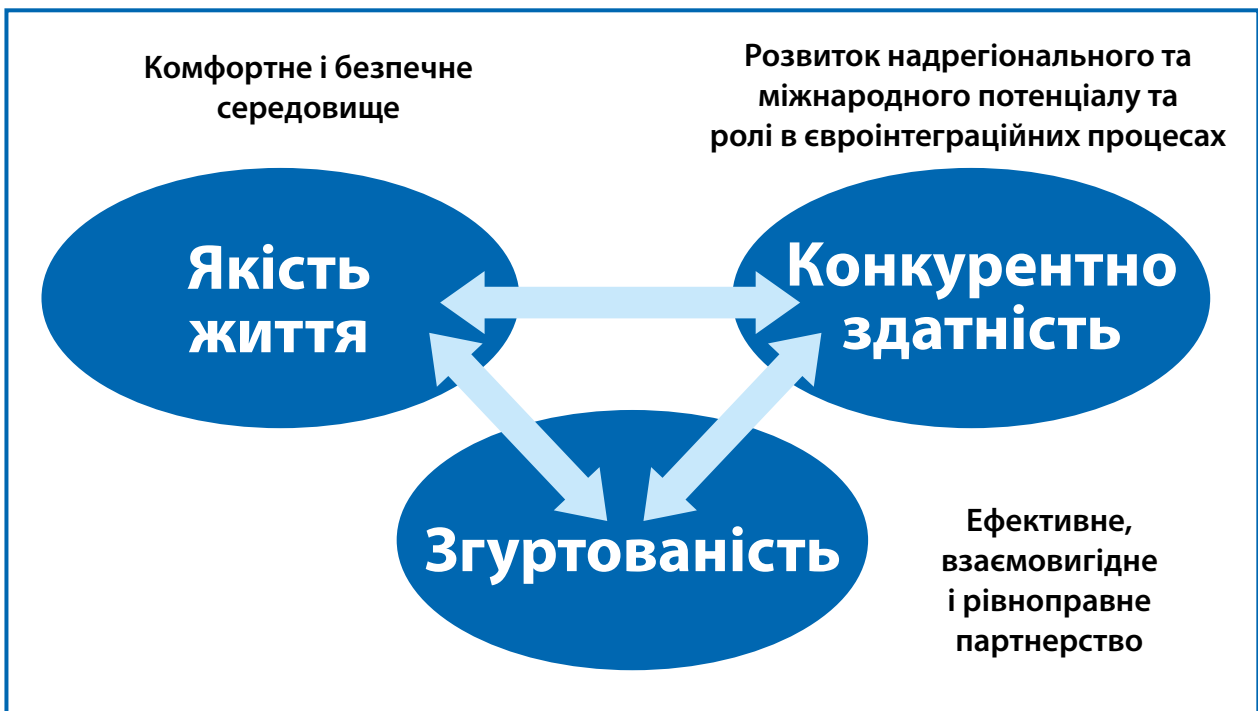 Комфортне і безпечне
середовище
Розвиток надрегіонального та
міжнародного потенціалу та
ролі в євроінтеграційних процесах
Якість
життя
Конкурентно
здатність
Згуртованість
Ефективне,
взаємовигідне
і рівноправне
партнерство